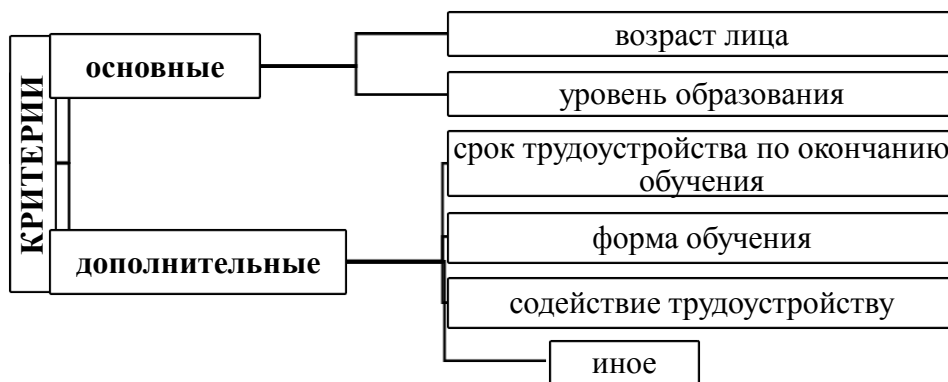 КРИТЕРИИ
основные
возраст лица
уровень образования
дополнительные
срок трудоустройства по окончанию
обучения
форма обучения
содействие трудоустройству
иное